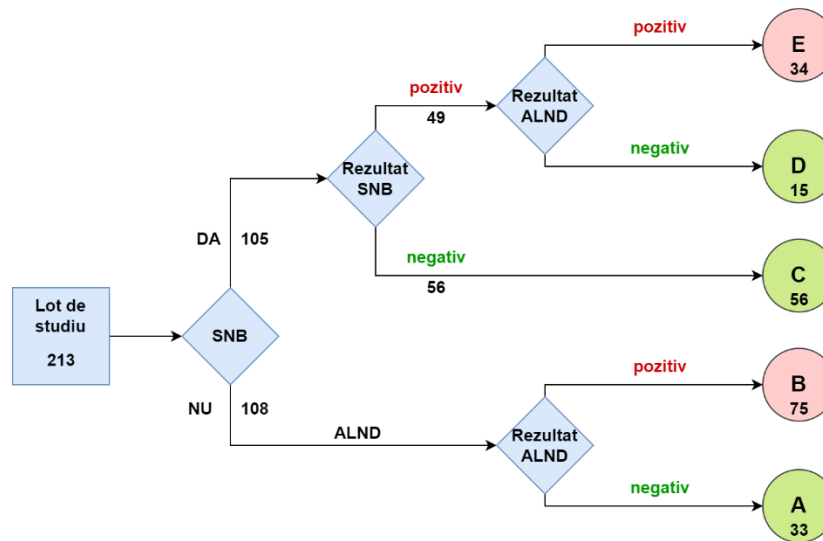 pozitiv
E
34
pozitiv
49
Rezultat
ALND
negativ
D
15
Rezultat
SNB
DA
105
negativ
56
C
56
Lot de
studiu
213
SNB
NU
108
ALND
pozitiv
B
75
Rezultat
ALND
negativ
A
33